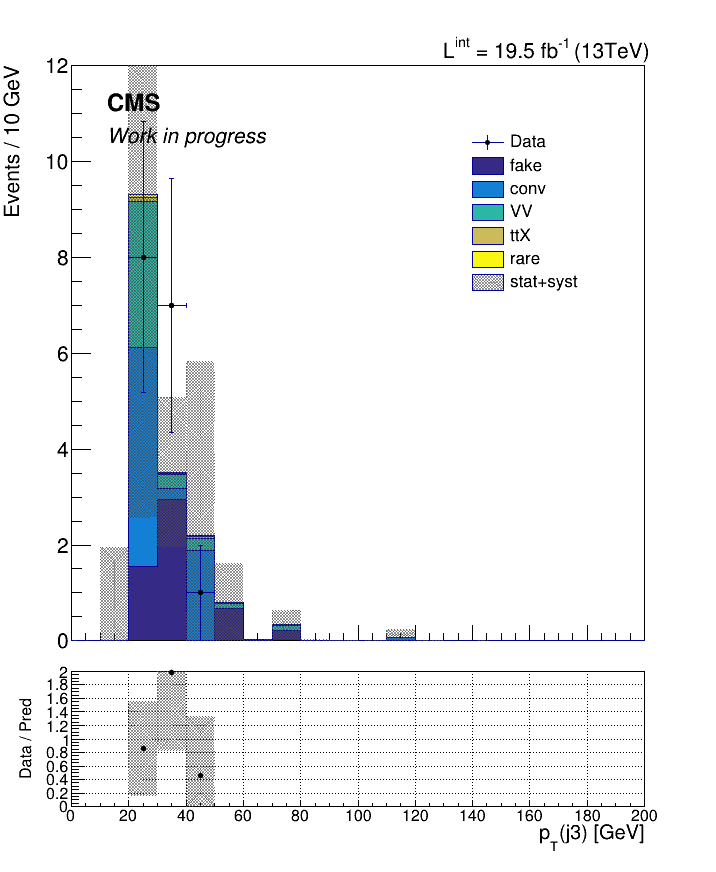 L^int = 19.5 fb^-1 (13TeV)
CMS
Work in progress
Events / 10 GeV
12
10
8
6
4
2
0
Data
fake
conv
VV
ttX
rare
stat+syst
Data / Pred
2
1.8
1.6
1.4
1.2
1
0.8
0.6
0.4
0.2
0
0 20 40 60 80 100 120 140 160 180 200
p_T(j3) [GeV]